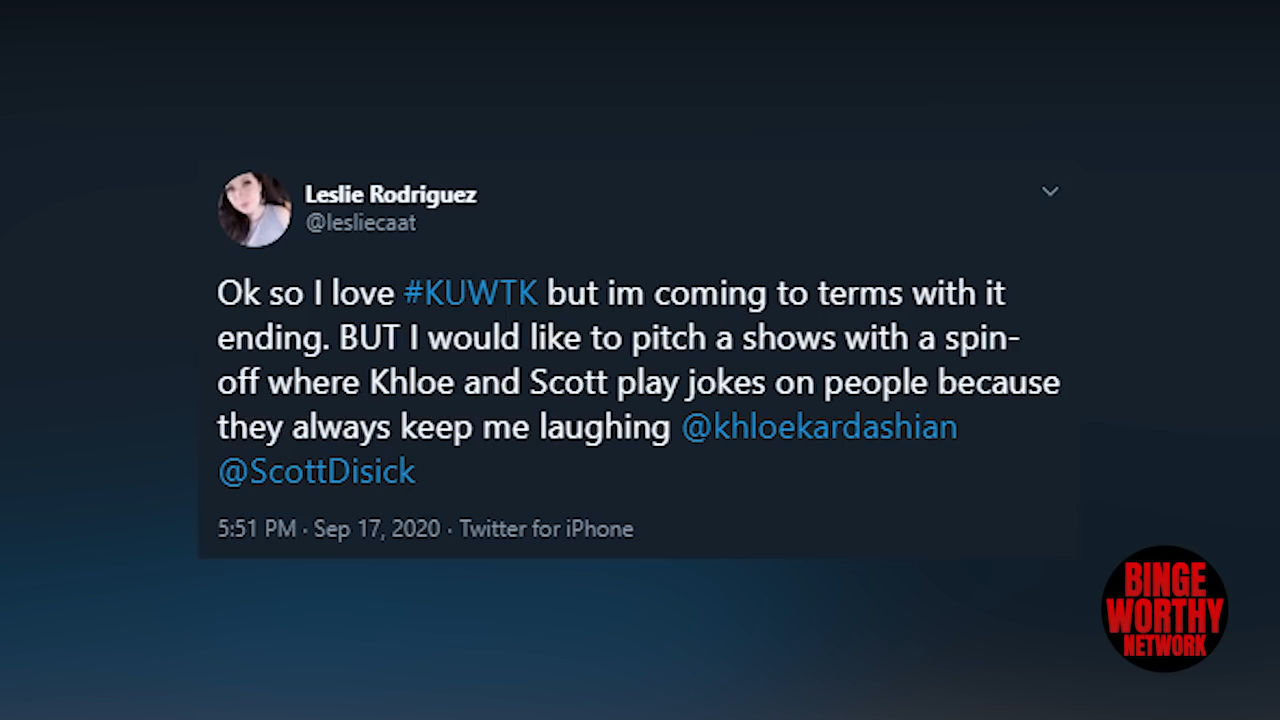 Leslie Rodriguez
@lesliecaat
Ok so I love #KUWTK but im coming to terms with it
ending. BUT I would like to pitch a shows with a spin-
off where Khloe and Scott play jokes on people because
they always keep me laughing @khloekardashian
@ScottDisick
5:51 PM · Sep 17, 2020 · Twitter for iPhone
BINGE
WORTHY
NETWORK